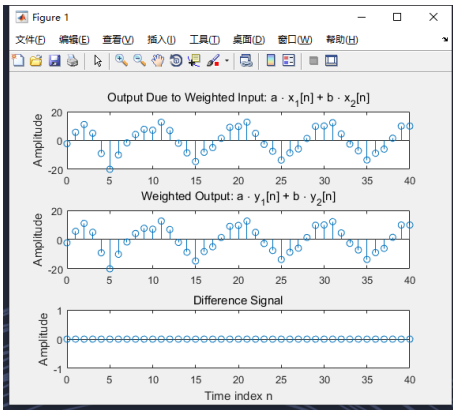 Figure 1
文件(F) 编辑(E) 查看(V) 插入(I) 工具(T) 桌面(D) 窗口(W) 帮助(H)
Output Due to Weighted Input: a · x1[n] + b · x2[n]
20
0
-20
Amplitude
0 5 10 15 20 25 30 35 40
Weighted Output: a · y1[n] + b · y2[n]
20
0
-20
Amplitude
0 5 10 15 20 25 30 35 40
Difference Signal
1
0
-1
Amplitude
0 5 10 15 20 25 30 35 40
Time index n